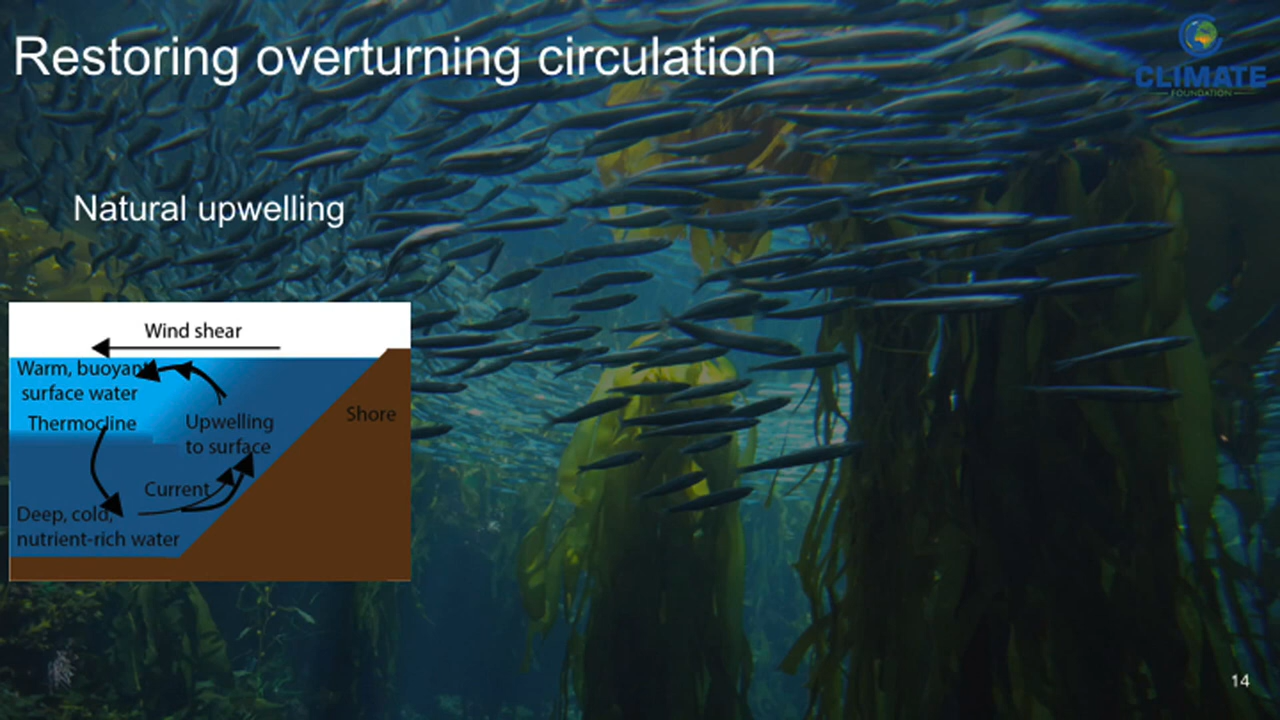 Restoring overturning circulation
CLIMATE
FOUNDATION
Natural upwelling
Wind shear
Warm, buoyant
surface water
Thermocline
Upwelling
to surface
Shore
Current
Deep, cold,
nutrient-rich water
14